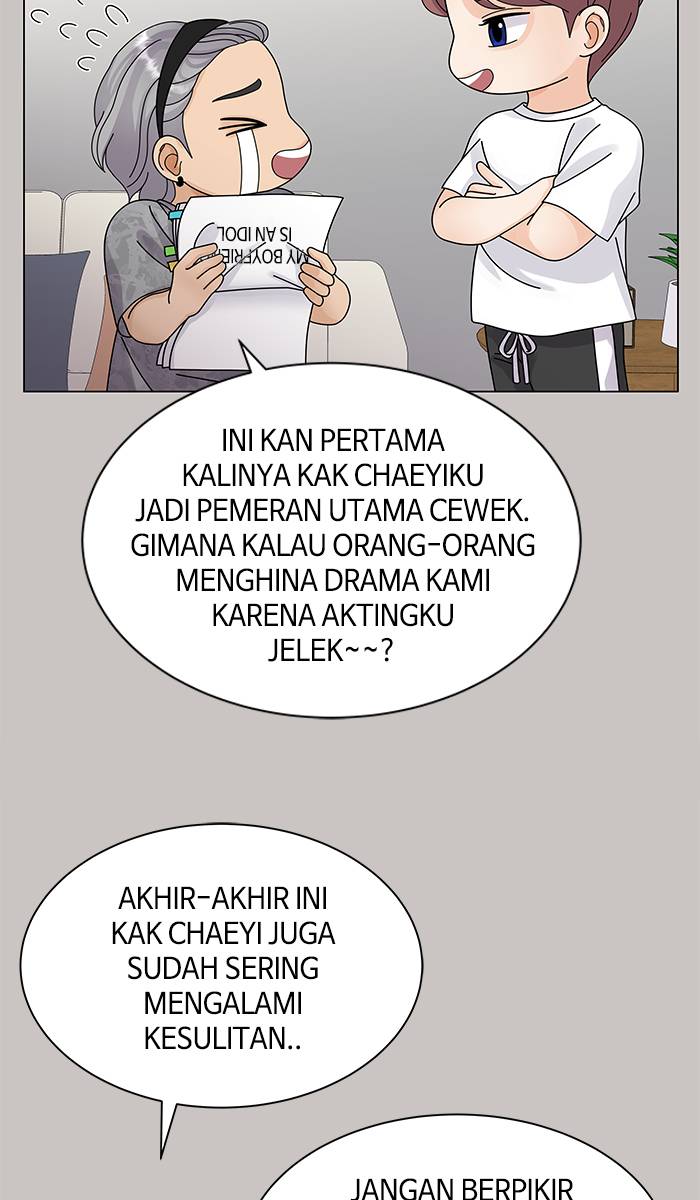 MY BOYFRIE
IS AN IDOL
INI KAN PERTAMA
KALINYA KAK CHAEYIKU
JADI PEMERAN UTAMA CEWEK.
GIMANA KALAU ORANG-ORANG
MENGHINA DRAMA KAMI
KARENA AKTINGKU
JELEK~~?
AKHIR-AKHIR INI
KAK CHAEYI JUGA
SUDAH SERING
MENGALAMI
KESULITAN..
JANGAN BERPIKIR